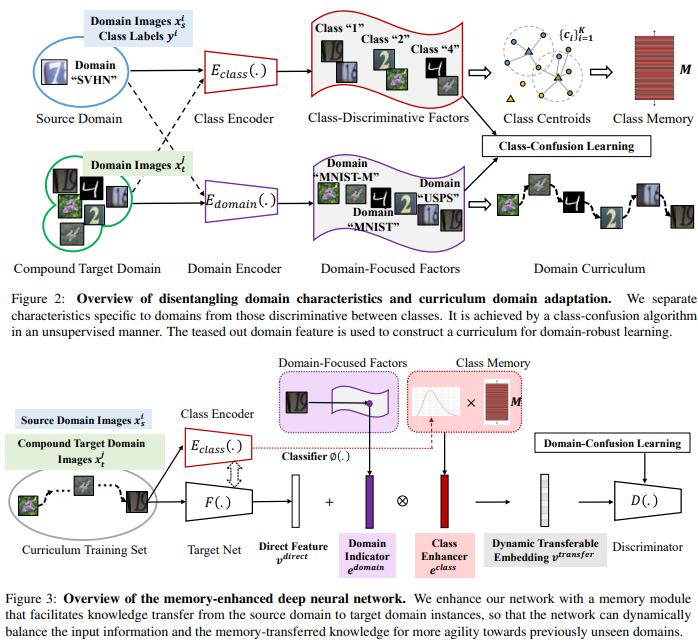 Domain Images x_s^i
Class Labels y^i
Domain
"SVHN"
Source Domain
E_class(.)
Class Encoder
Class "1"
Class "2"
Class "4"
Class-Discriminative Factors
{c_i}_{i=1}^K
Class Centroids
M
Class Memory
Class-Confusion Learning
Domain Images x_t^j
Compound Target Domain
E_domain(.)
Domain Encoder
Domain
"MNIST-M"
Domain
"USPS"
Domain
"MNIST"
Domain-Focused Factors
Domain Curriculum
Figure 2: Overview of disentangling domain characteristics and curriculum domain adaptation. We separate
characteristics specific to domains from those discriminative between classes. It is achieved by a class-confusion algorithm
in an unsupervised manner. The teased out domain feature is used to construct a curriculum for domain-robust learning.
Domain-Focused Factors
Class Memory
× M
Class Encoder
Source Domain Images x_s^i
Compound Target Domain
Images x_t^j
E_class(.)
Classifier ∅(.)
Domain-Confusion Learning
F(.)
+
⊗
D(.)
Curriculum Training Set
Target Net
Direct Feature
v^direct
Domain
Indicator
e^domain
Class
Enhancer
e^class
Dynamic Transferable
Embedding v^transfer
Discriminator
Figure 3: Overview of the memory-enhanced deep neural network. We enhance our network with a memory module
that facilitates knowledge transfer from the source domain to target domain instances, so that the network can dynamically
balance the input information and the memory-transferred knowledge for more agility towards previously unseen domains.